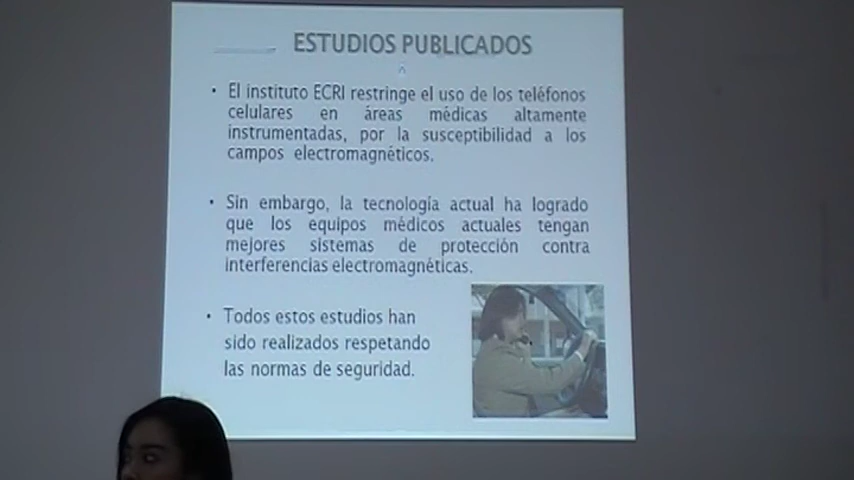 ESTUDIOS PUBLICADOS
• El instituto ECRI restringe el uso de los teléfonos
celulares en áreas médicas altamente
instrumentadas, por la susceptibilidad a los
campos electromagnéticos.
• Sin embargo, la tecnología actual ha logrado
que los equipos médicos actuales tengan
mejores sistemas de protección contra
interferencias electromagnéticas.
• Todos estos estudios han
sido realizados respetando
las normas de seguridad.